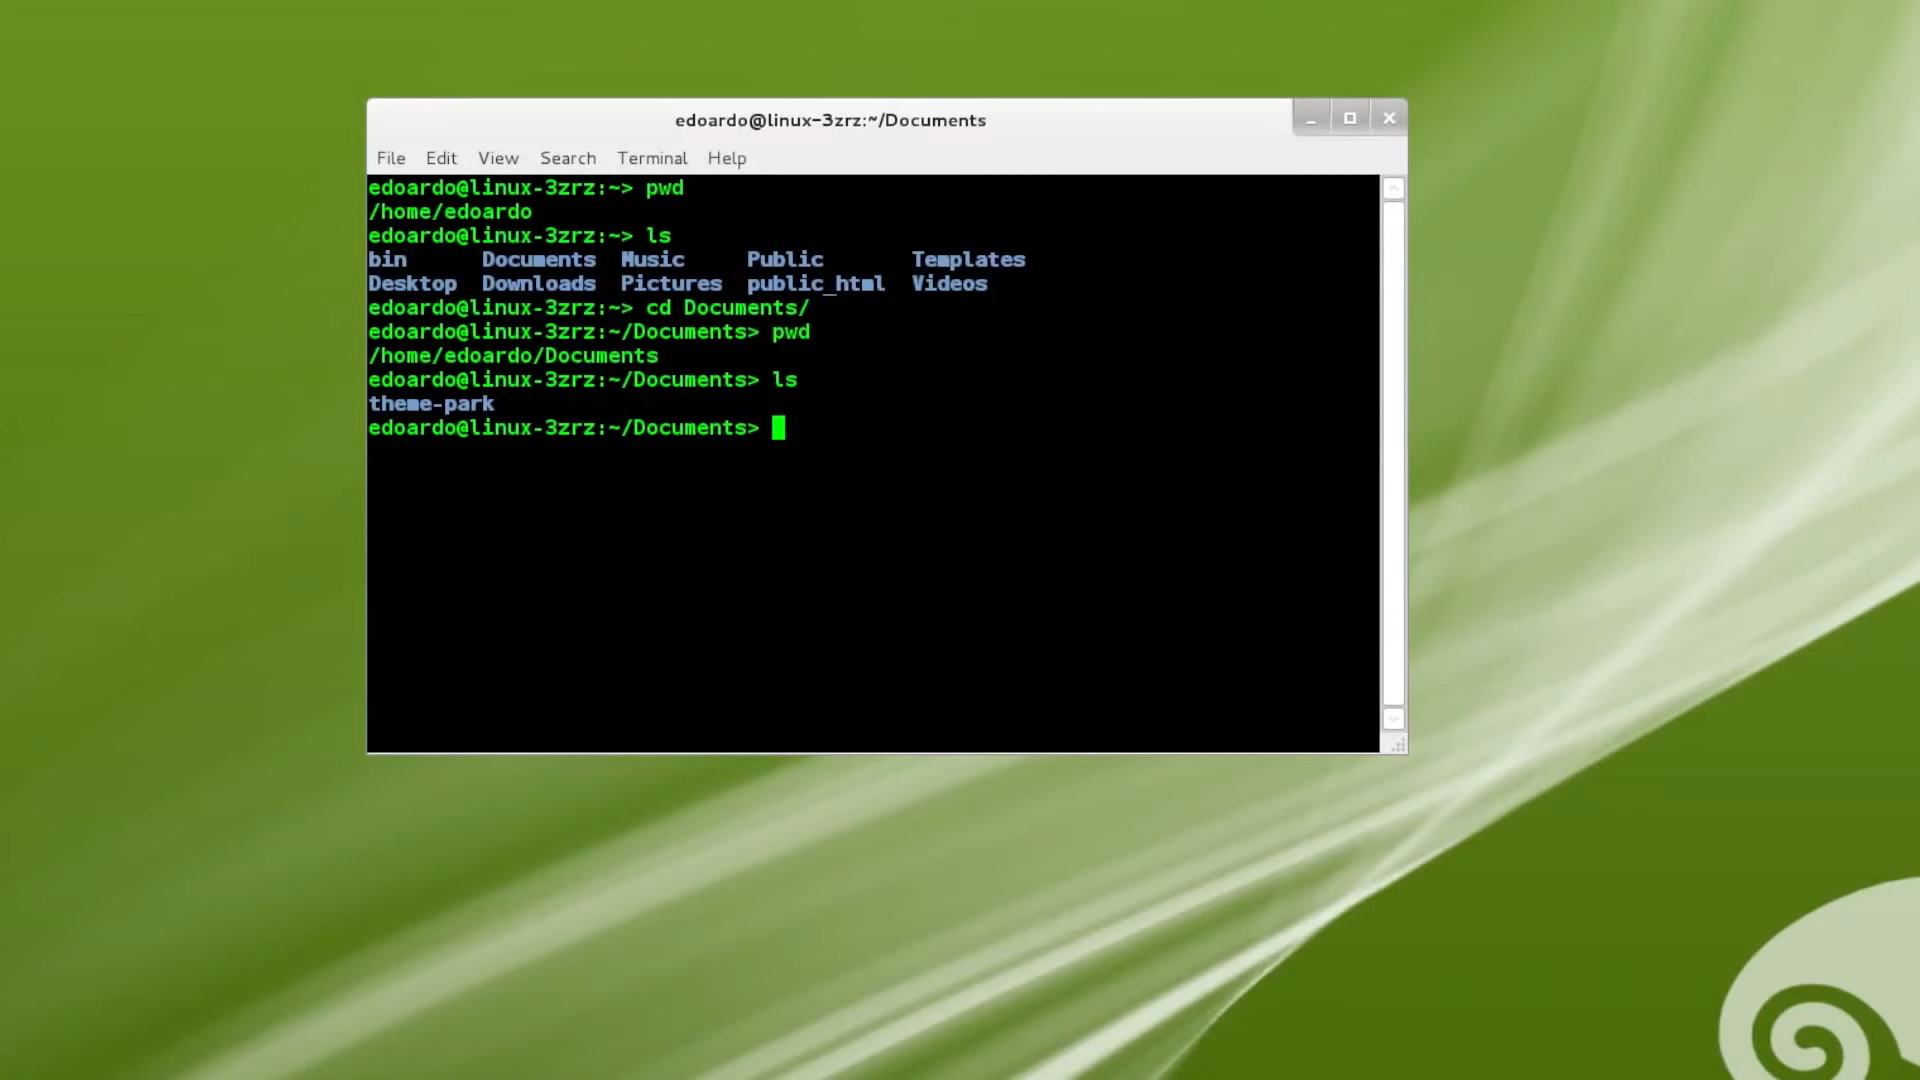 edoardo@linux-3zrz:~/Documents
File Edit View Search Terminal Help
edoardo@linux-3zrz:~> pwd
/home/edoardo
edoardo@linux-3zrz:~> ls
bin Documents Music Public Templates
Desktop Downloads Pictures public_html Videos
edoardo@linux-3zrz:~> cd Documents/
edoardo@linux-3zrz:~/Documents> pwd
/home/edoardo/Documents
edoardo@linux-3zrz:~/Documents> ls
theme-park
edoardo@linux-3zrz:~/Documents>